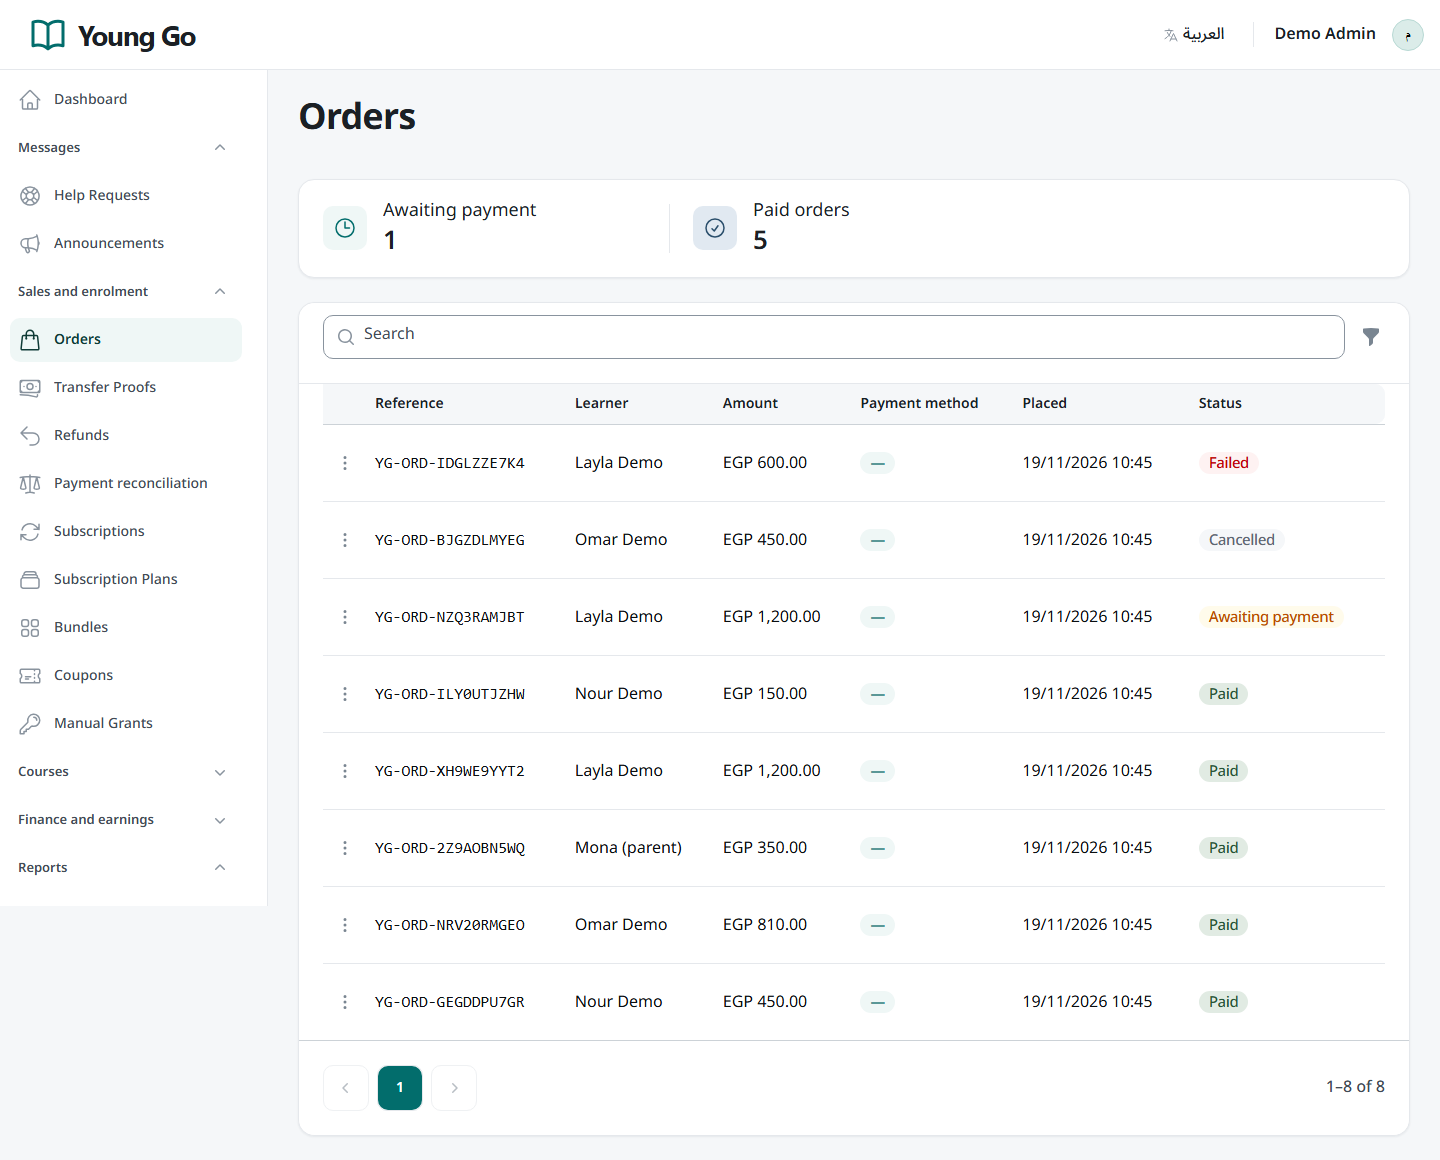 Young Go
العربية
Demo Admin
م
Dashboard
Messages
Help Requests
Announcements
Sales and enrolment
Orders
Transfer Proofs
Refunds
Payment reconciliation
Subscriptions
Subscription Plans
Bundles
Coupons
Manual Grants
Courses
Finance and earnings
Reports
Orders
Awaiting payment
1
Paid orders
5
Search
Reference Learner Amount Payment method Placed Status
YG-ORD-IDGLZZE7K4 Layla Demo EGP 600.00 — 19/11/2026 10:45 Failed
YG-ORD-BJGZDLMYEG Omar Demo EGP 450.00 — 19/11/2026 10:45 Cancelled
YG-ORD-NZQ3RAMJBT Layla Demo EGP 1,200.00 — 19/11/2026 10:45 Awaiting payment
YG-ORD-ILY0UTJZHW Nour Demo EGP 150.00 — 19/11/2026 10:45 Paid
YG-ORD-XH9WE9YYT2 Layla Demo EGP 1,200.00 — 19/11/2026 10:45 Paid
YG-ORD-2Z9AOBN5WQ Mona (parent) EGP 350.00 — 19/11/2026 10:45 Paid
YG-ORD-NRV20RMGEO Omar Demo EGP 810.00 — 19/11/2026 10:45 Paid
YG-ORD-GEGDDPU7GR Nour Demo EGP 450.00 — 19/11/2026 10:45 Paid
1
1–8 of 8